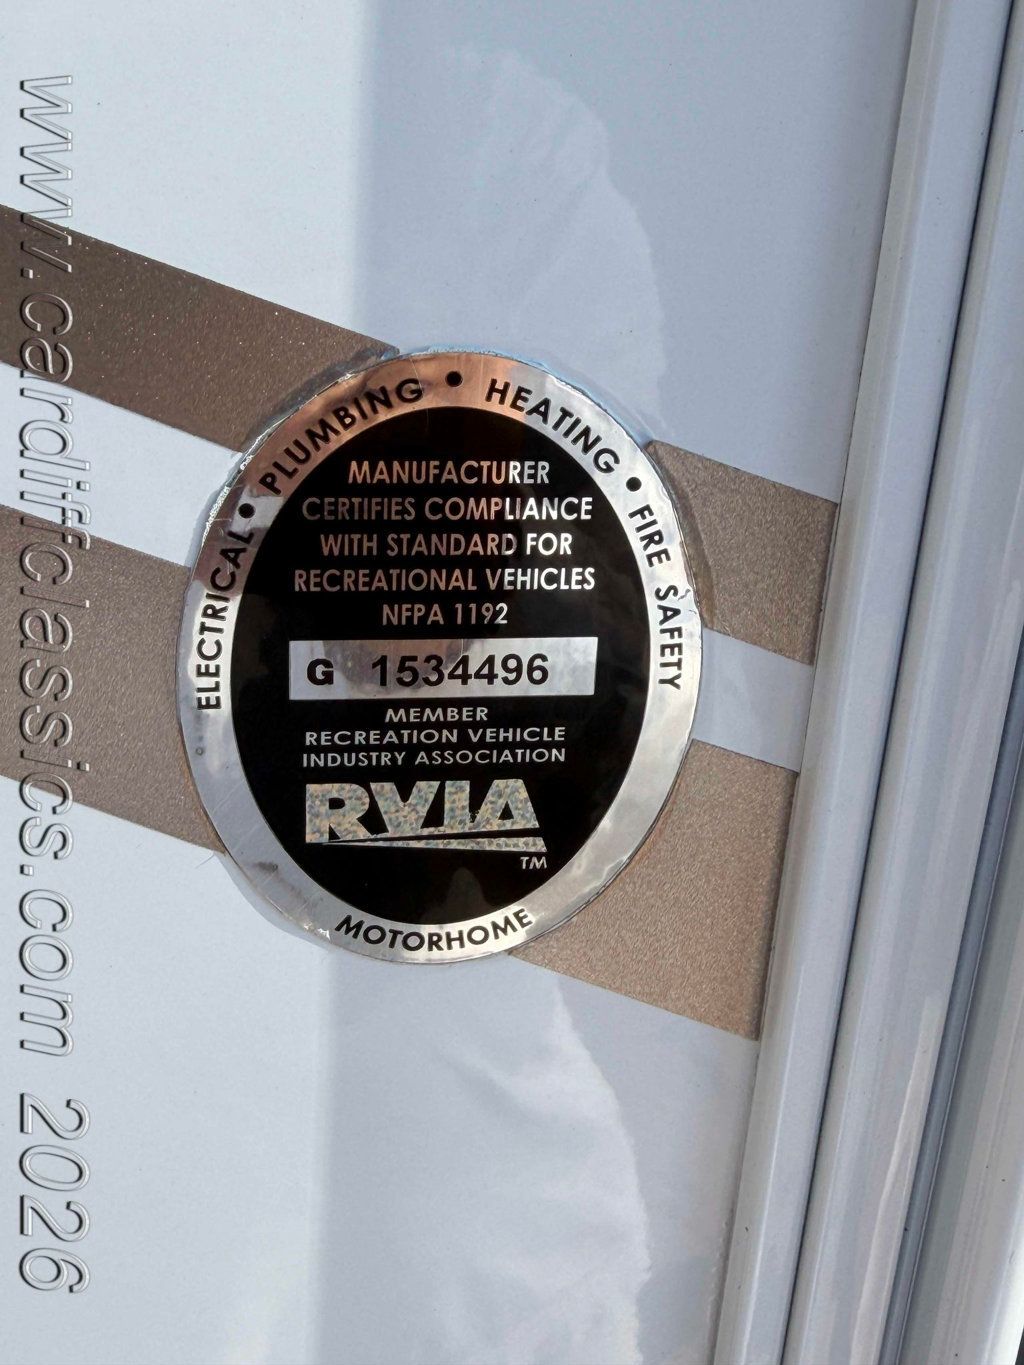 ELECTRICAL • PLUMBING • HEATING • FIRE SAFETY
MANUFACTURER
CERTIFIES COMPLIANCE
WITH STANDARD FOR
RECREATIONAL VEHICLES
NFPA 1192
G 1534496
MEMBER
RECREATION VEHICLE
INDUSTRY ASSOCIATION
RVIA
TM
MOTORHOME
www.cardiffclassics.com 2026